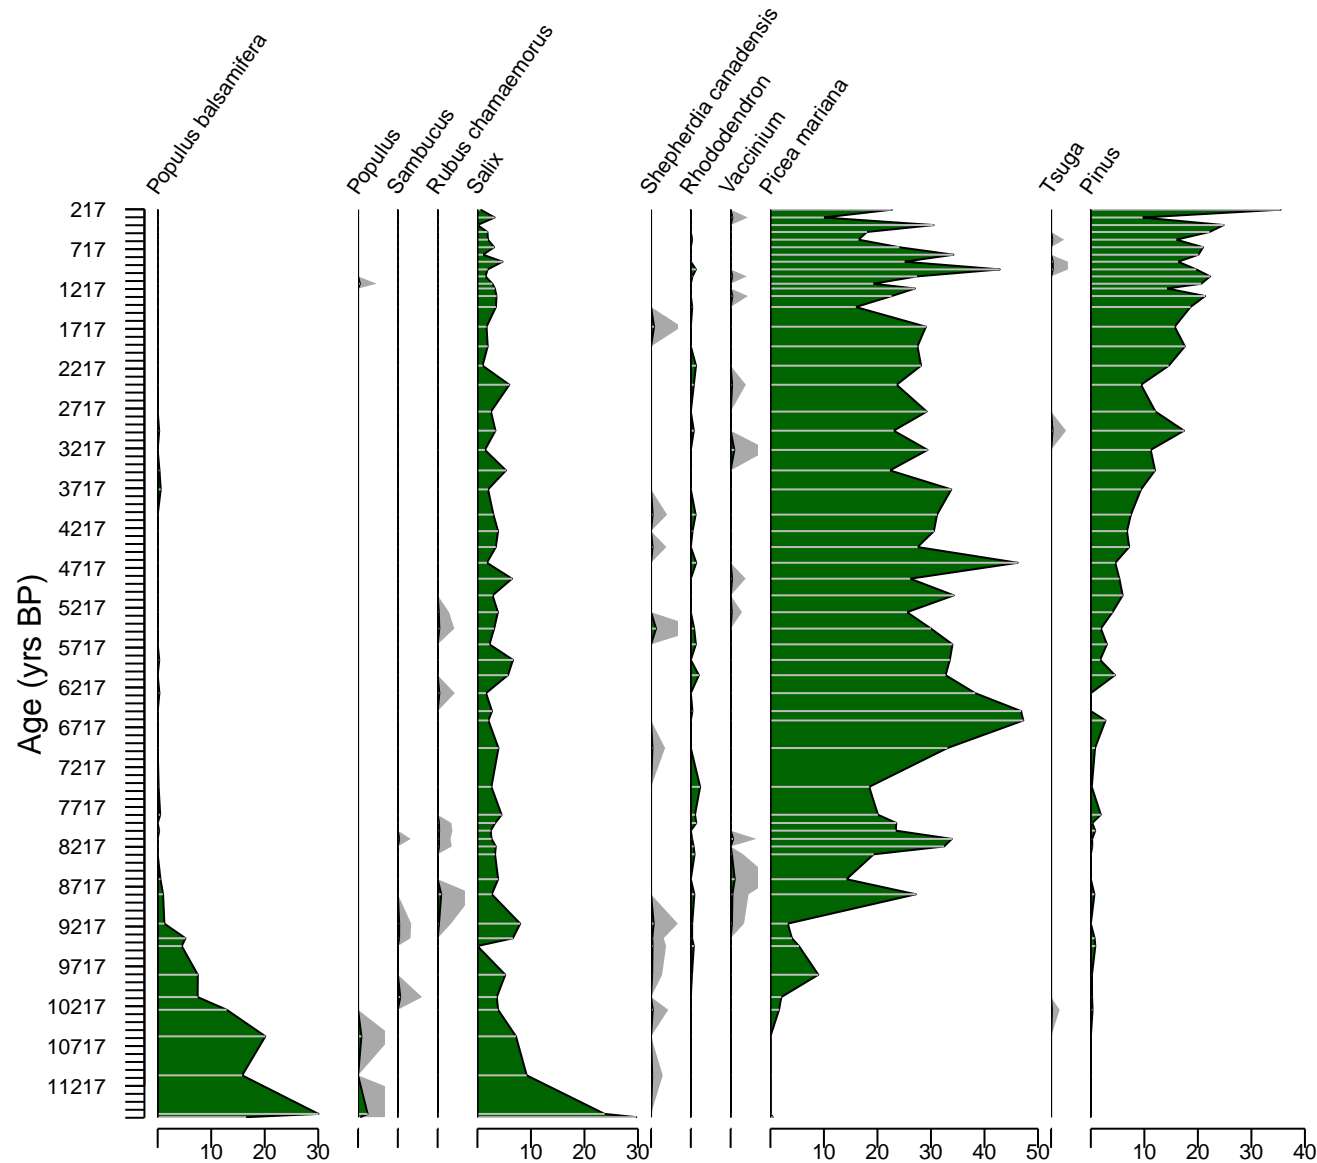 Populus balsamifera
Populus
Sambucus
Rubus chamaemorus
Salix
Shepherdia canadensis
Rhododendron
Vaccinium
Picea mariana
Tsuga
Pinus
Age (yrs BP)
217
717
1217
1717
2217
2717
3217
3717
4217
4717
5217
5717
6217
6717
7217
7717
8217
8717
9217
9717
10217
10717
11217
10 20 30 10 20 30 10 20 30 40 50 10 20 30 40